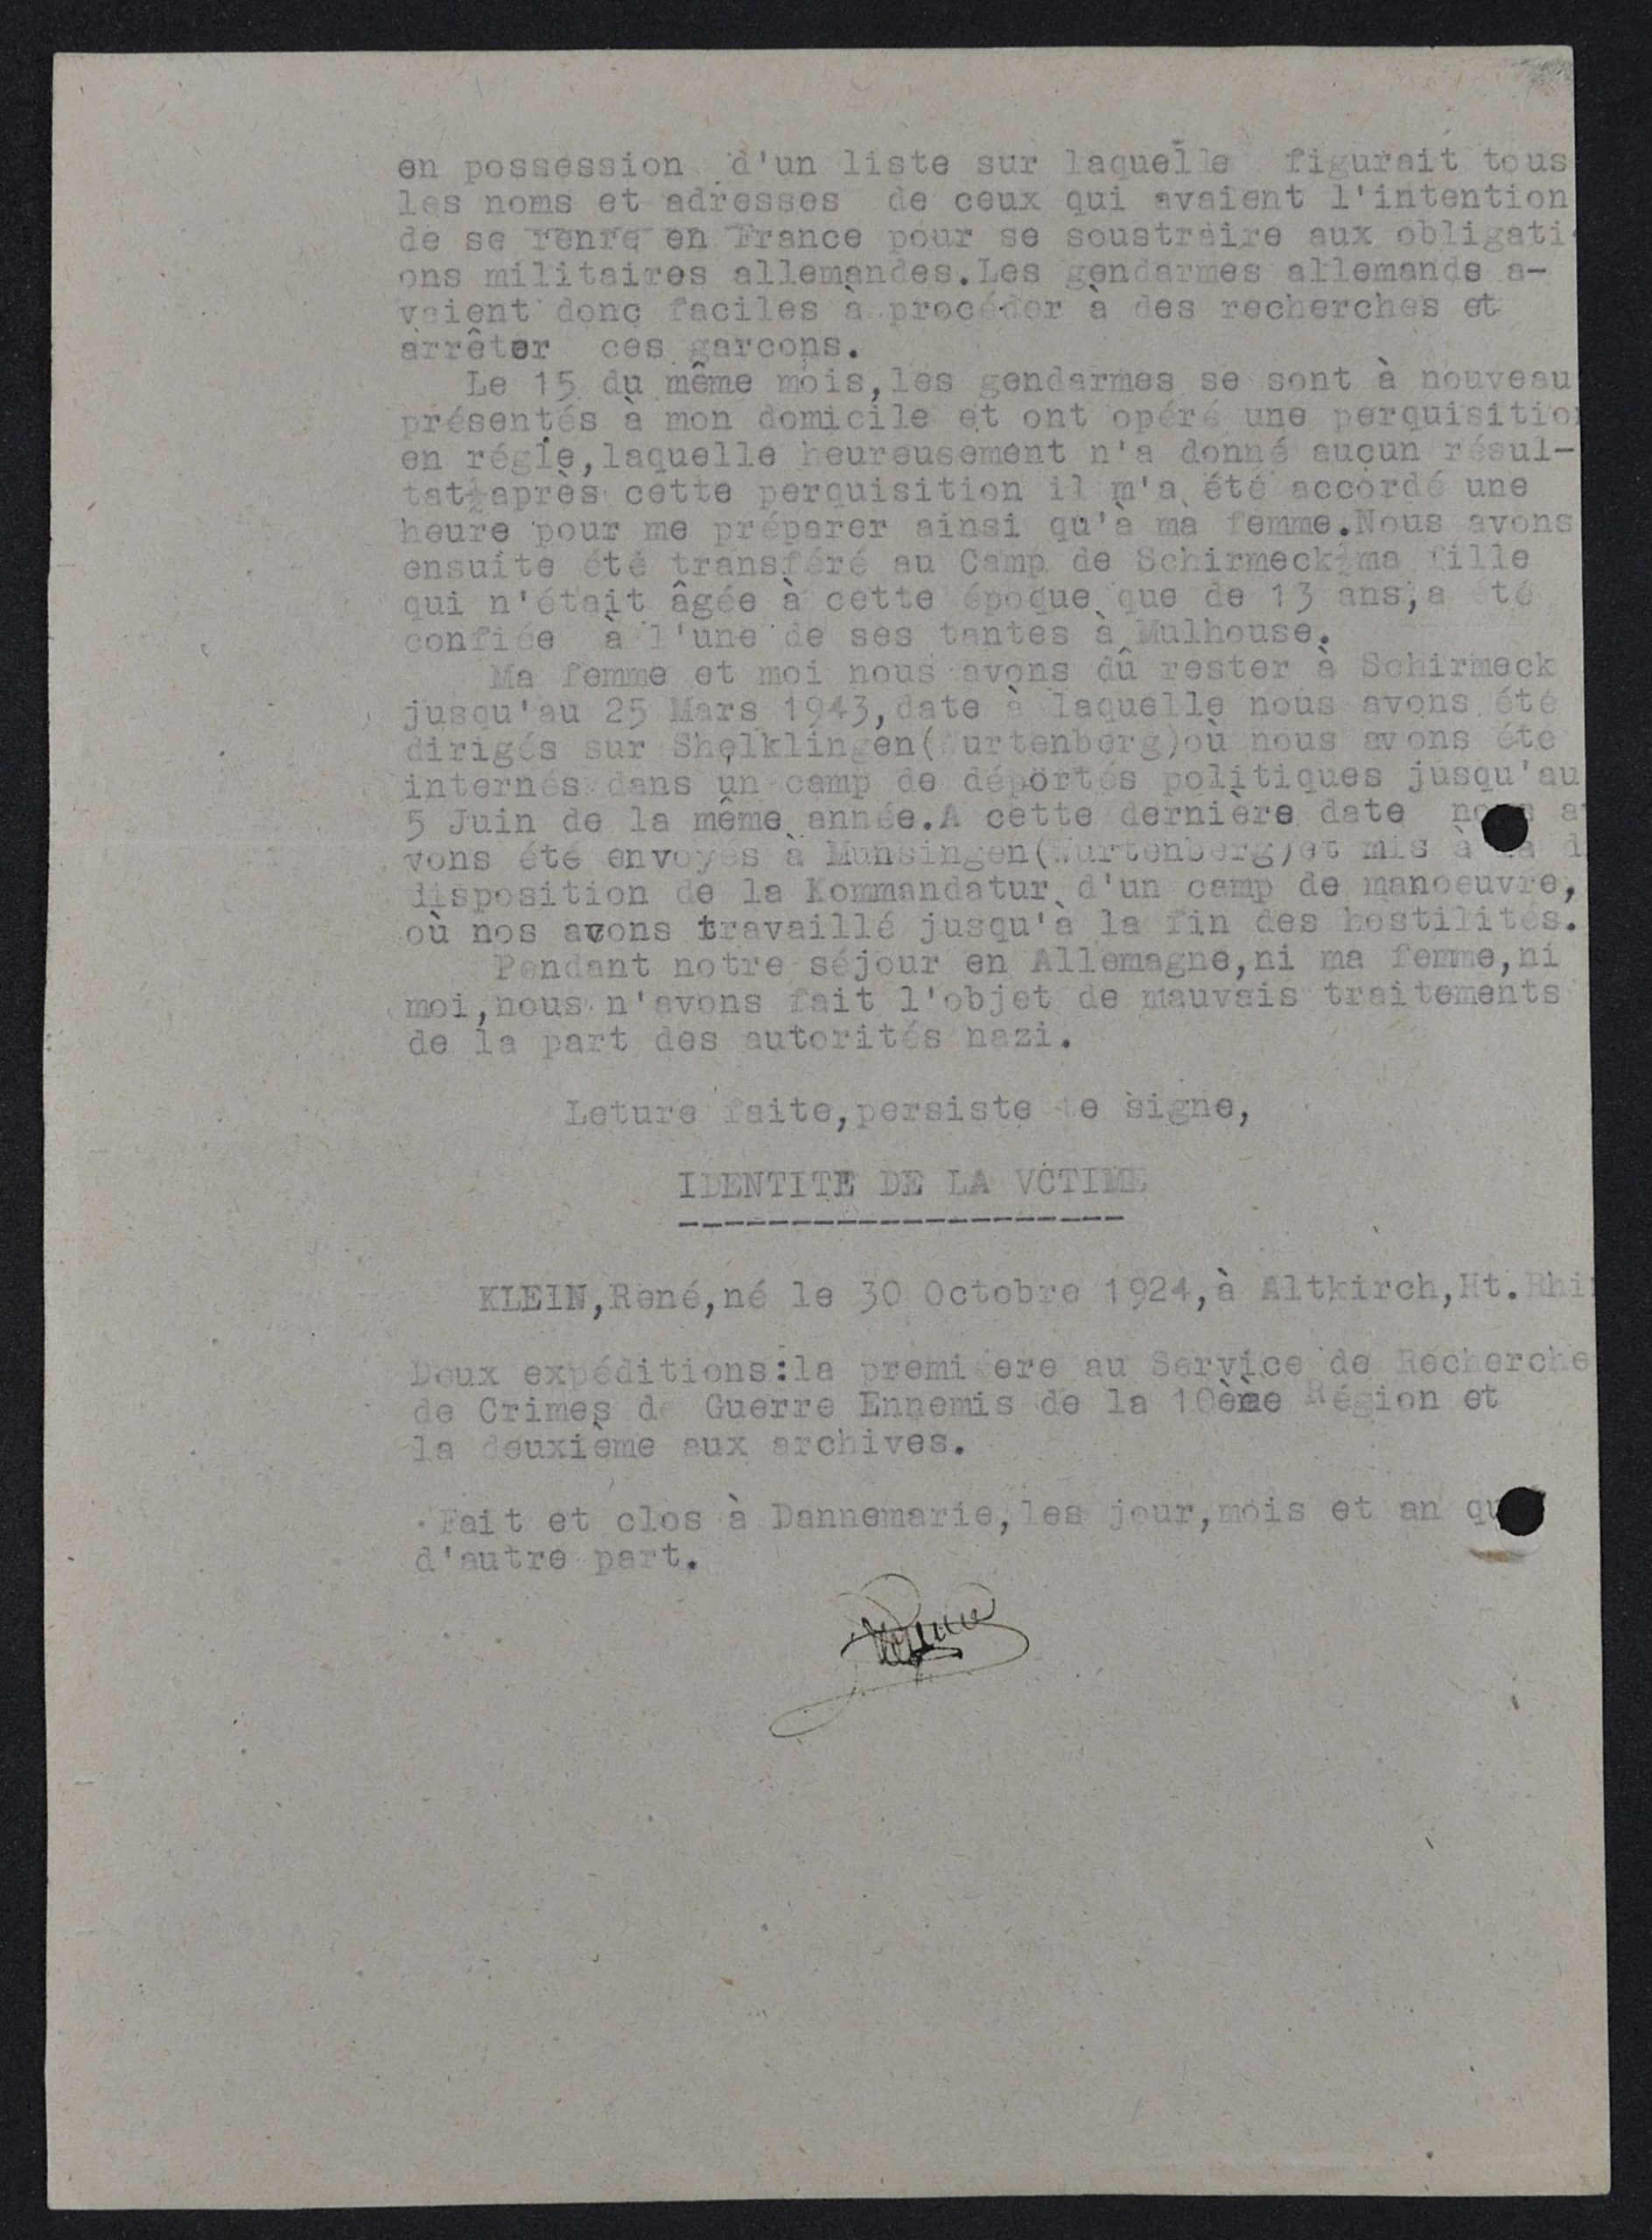 en possession d'un liste sur laquelle figurait tous
les noms et adresses de ceux qui avaient l'intention
de se renre en France pour se soustraire aux obligati
ons militaires allemandes.Les gendarmes allemands a-
vaient donc faciles à procéder à des recherches et
arrêter ces garcons.
Le 15 du même mois,les gendarmes se sont à nouveau
présentés à mon domicile et ont opéré une perquisition
en régle,laquelle heureusement n'a donné aucun résul-
tat;après cette perquisition il m'a été accordé une
heure pour me préparer ainsi qu'à ma femme.Nous avons
ensuite été transféré au Camp de Schirmeck;ma fille
qui n'était âgée à cette époque que de 13 ans,a été
confiée à l'une de ses tantes à Mulhouse.
Ma femme et moi nous avons dû rester à Schirmeck
jusqu'au 25 Mars 1943,date à laquelle nous avons été
dirigés sur Shelklingen(Wurtenberg)où nous avons éte
internés dans un camp de déportés politiques jusqu'au
5 Juin de la même année.A cette dernière date nous a
vons été envoyés à Munsingen(Wurtenberg)et mis à la d
disposition de la Kommandatur d'un camp de manoeuvre,
où nos avons travaillé jusqu'à la fin des hostilités.
Pendant notre séjour en Allemagne,ni ma femme,ni
moi,nous n'avons fait l'objet de mauvais traitements
de la part des autorités nazi.
Leture faite,persiste te signe,
IDENTITE DE LA VCTIME
--------------------
KLEIN,René,né le 30 Octobre 1924,à Altkirch,Ht.Rhin
Deux expéditions:la premi ere au Service de Recherche
de Crimes de Guerre Ennemis de la 10ème Région et
la deuxième aux archives.
Fait et clos à Dannemarie,les jour,mois et an que
d'autre part.